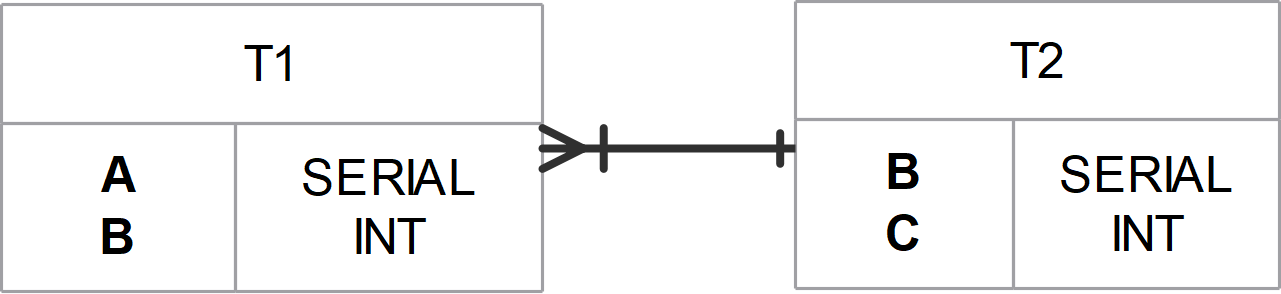 T1
A SERIAL
B INT
T2
B SERIAL
C INT